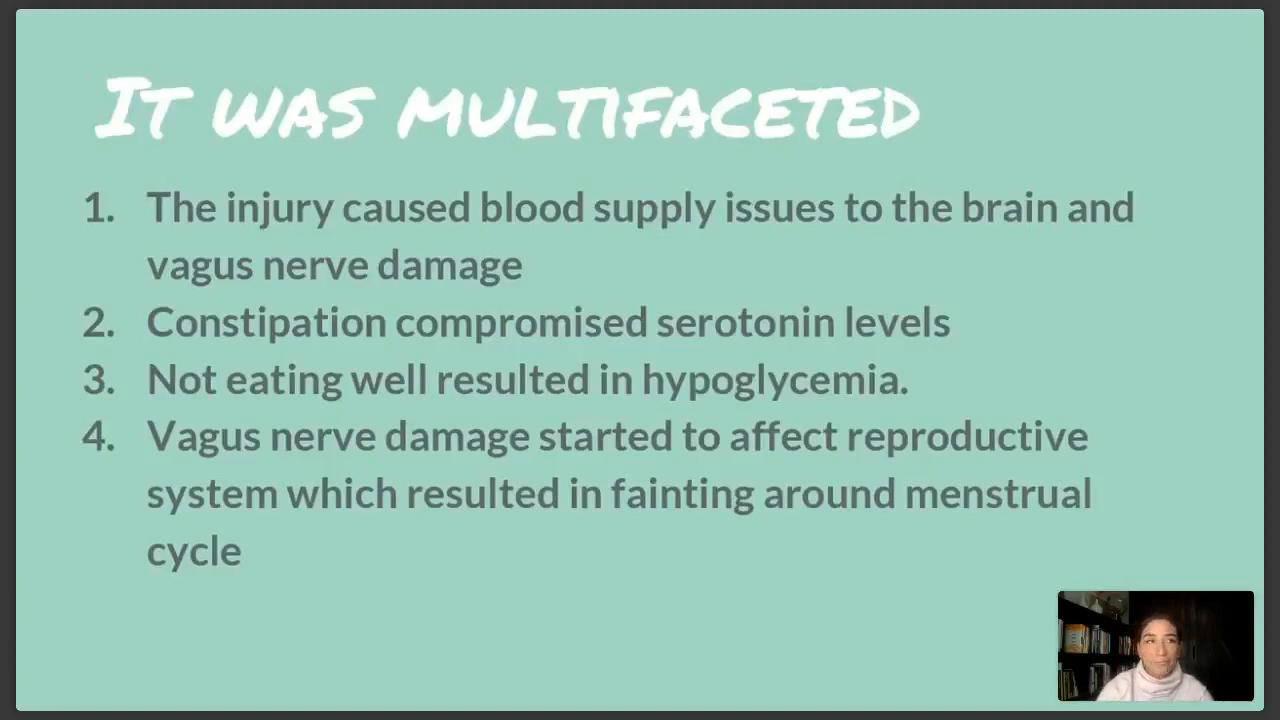 It was multifaceted
1. The injury caused blood supply issues to the brain and
vagus nerve damage
2. Constipation compromised serotonin levels
3. Not eating well resulted in hypoglycemia.
4. Vagus nerve damage started to affect reproductive
system which resulted in fainting around menstrual
cycle